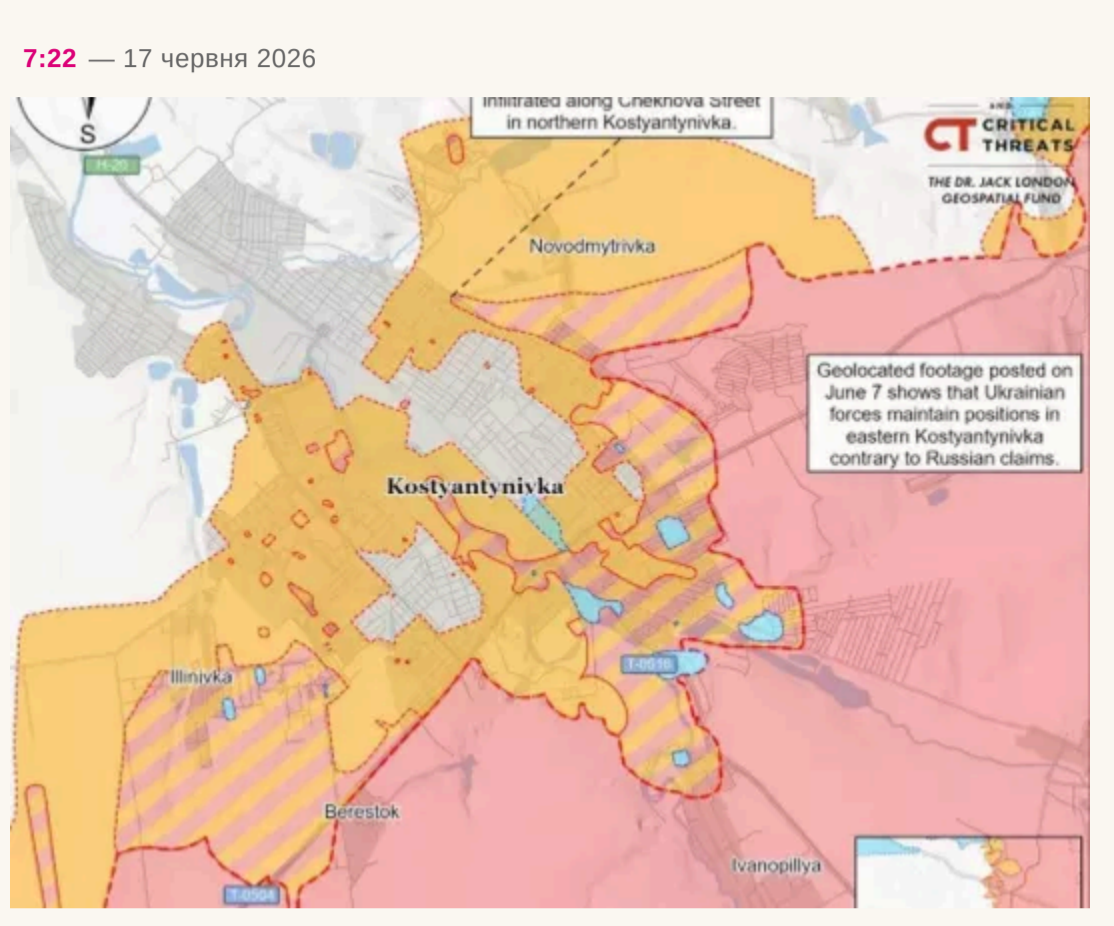 7:22 — 17 червня 2026
Infiltrated along Chekhova Street
in northern Kostyantynivka.
S
H-20
AND
CT CRITICAL
THREATS
THE DR. JACK LONDON
GEOSPATIAL FUND
Novodmytrivka
Geolocated footage posted on
June 7 shows that Ukrainian
forces maintain positions in
eastern Kostyantynivka
contrary to Russian claims.
Kostyantynivka
T-0516
Illinivka
Berestok
Ivanopillya
T-0504